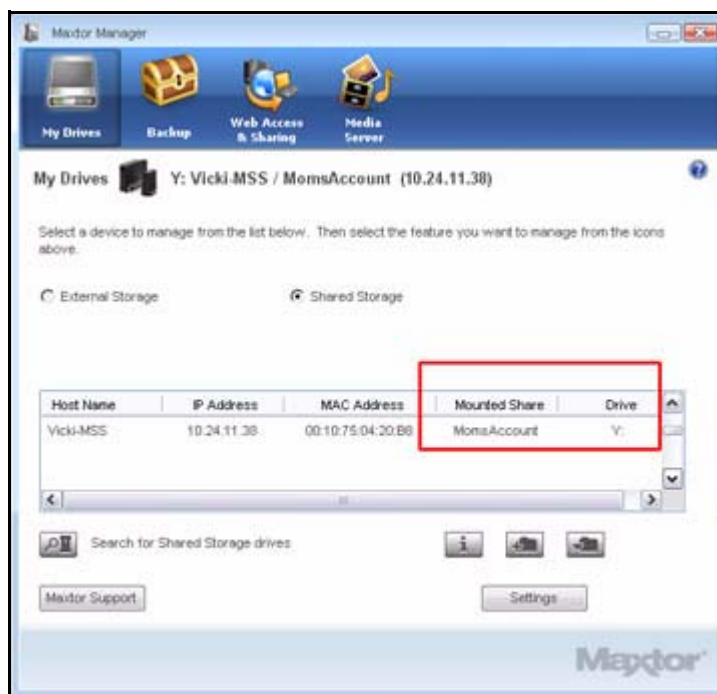 Maxtor Manager
My Drives
Backup
Web Access
& Sharing
Media
Server
My Drives
Y: Vicki-MSS / MomsAccount (10.24.11.38)
Select a device to manage from the list below. Then select the feature you want to manage from the icons
above.
External Storage
Shared Storage
Host Name IP Address MAC Address Mounted Share Drive
Vicki-MSS 10.24.11.38 00:10:75:04:20:B8 MomsAccount Y:
Search for Shared Storage drives
Maxtor Support
Settings
Maxtor